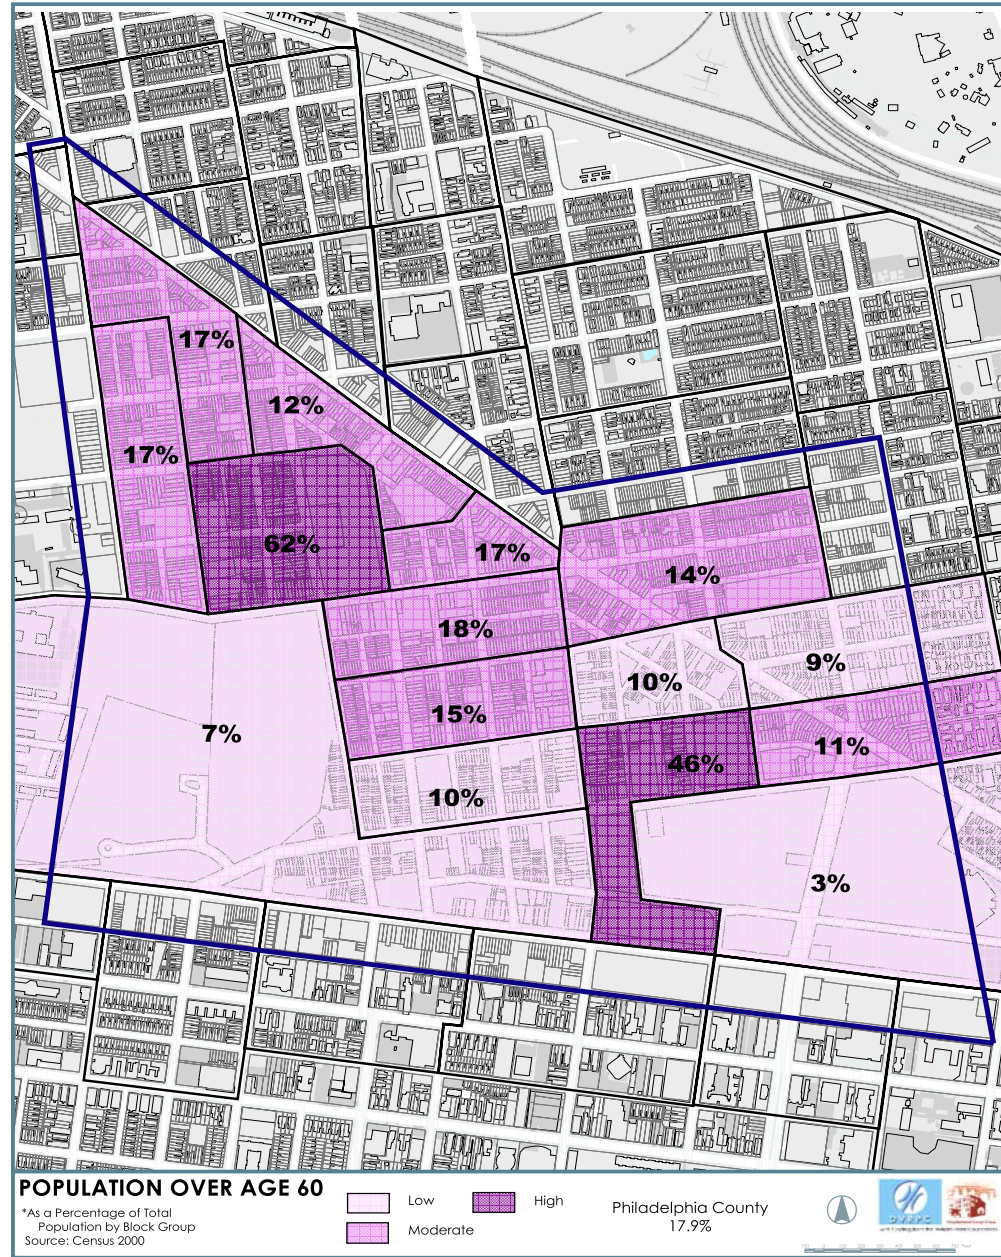 17%
12%
17%
62%
17%
14%
18%
9%
10%
15%
7%
11%
46%
10%
3%
POPULATION OVER AGE 60
*As a Percentage of Total
Population by Block Group
Source: Census 2000
Low
High
Moderate
Philadelphia County
17.9%
DVRPC